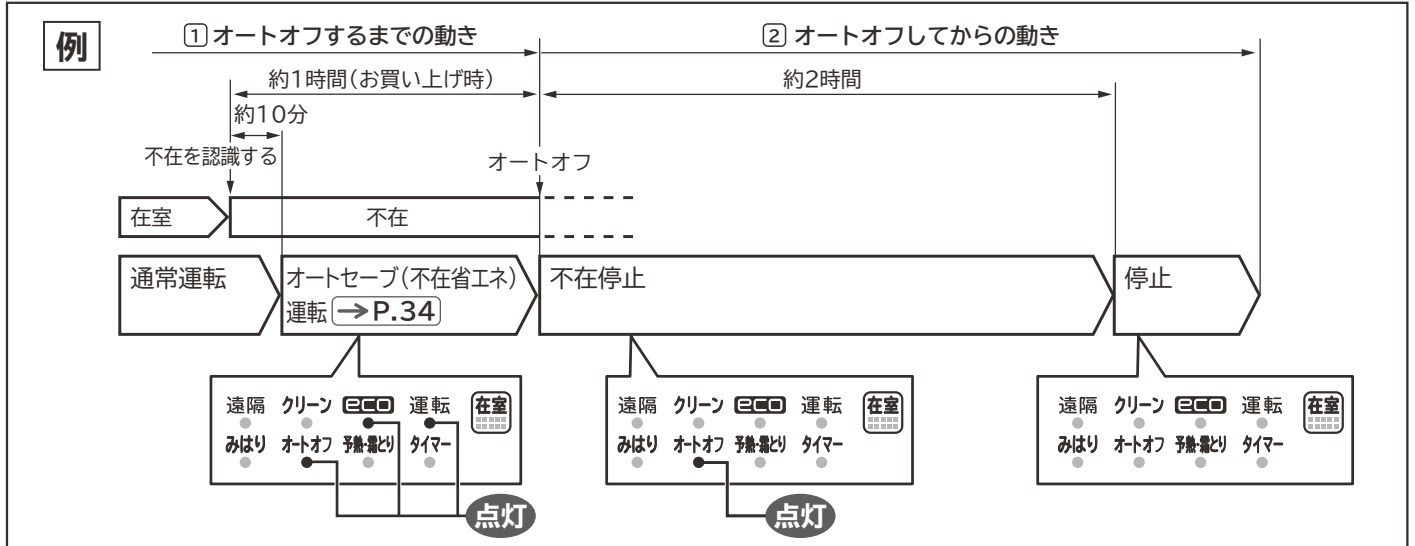 例
1 オートオフするまでの動き
2 オートオフしてからの動き
約1時間(お買い上げ時)
約2時間
約10分
不在を認識する
オートオフ
在室
不在
通常運転
オートセーブ(不在省エネ)
運転→P.34
不在停止
停止
遠隔 クリーン eco 運転 在室
みはり オートオフ 予熱・霜とり タイマー
点灯
遠隔 クリーン eco 運転 在室
みはり オートオフ 予熱・霜とり タイマー
点灯
遠隔 クリーン eco 運転 在室
みはり オートオフ 予熱・霜とり タイマー